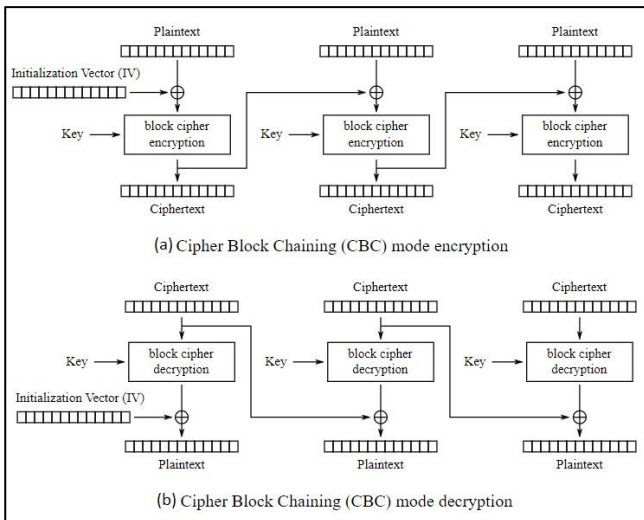 Plaintext Plaintext Plaintext
Initialization Vector (IV)
Key block cipher encryption Key block cipher encryption Key block cipher encryption
Ciphertext Ciphertext Ciphertext
(a) Cipher Block Chaining (CBC) mode encryption
Ciphertext Ciphertext Ciphertext
Key block cipher decryption Key block cipher decryption Key block cipher decryption
Initialization Vector (IV)
Plaintext Plaintext Plaintext
(b) Cipher Block Chaining (CBC) mode decryption